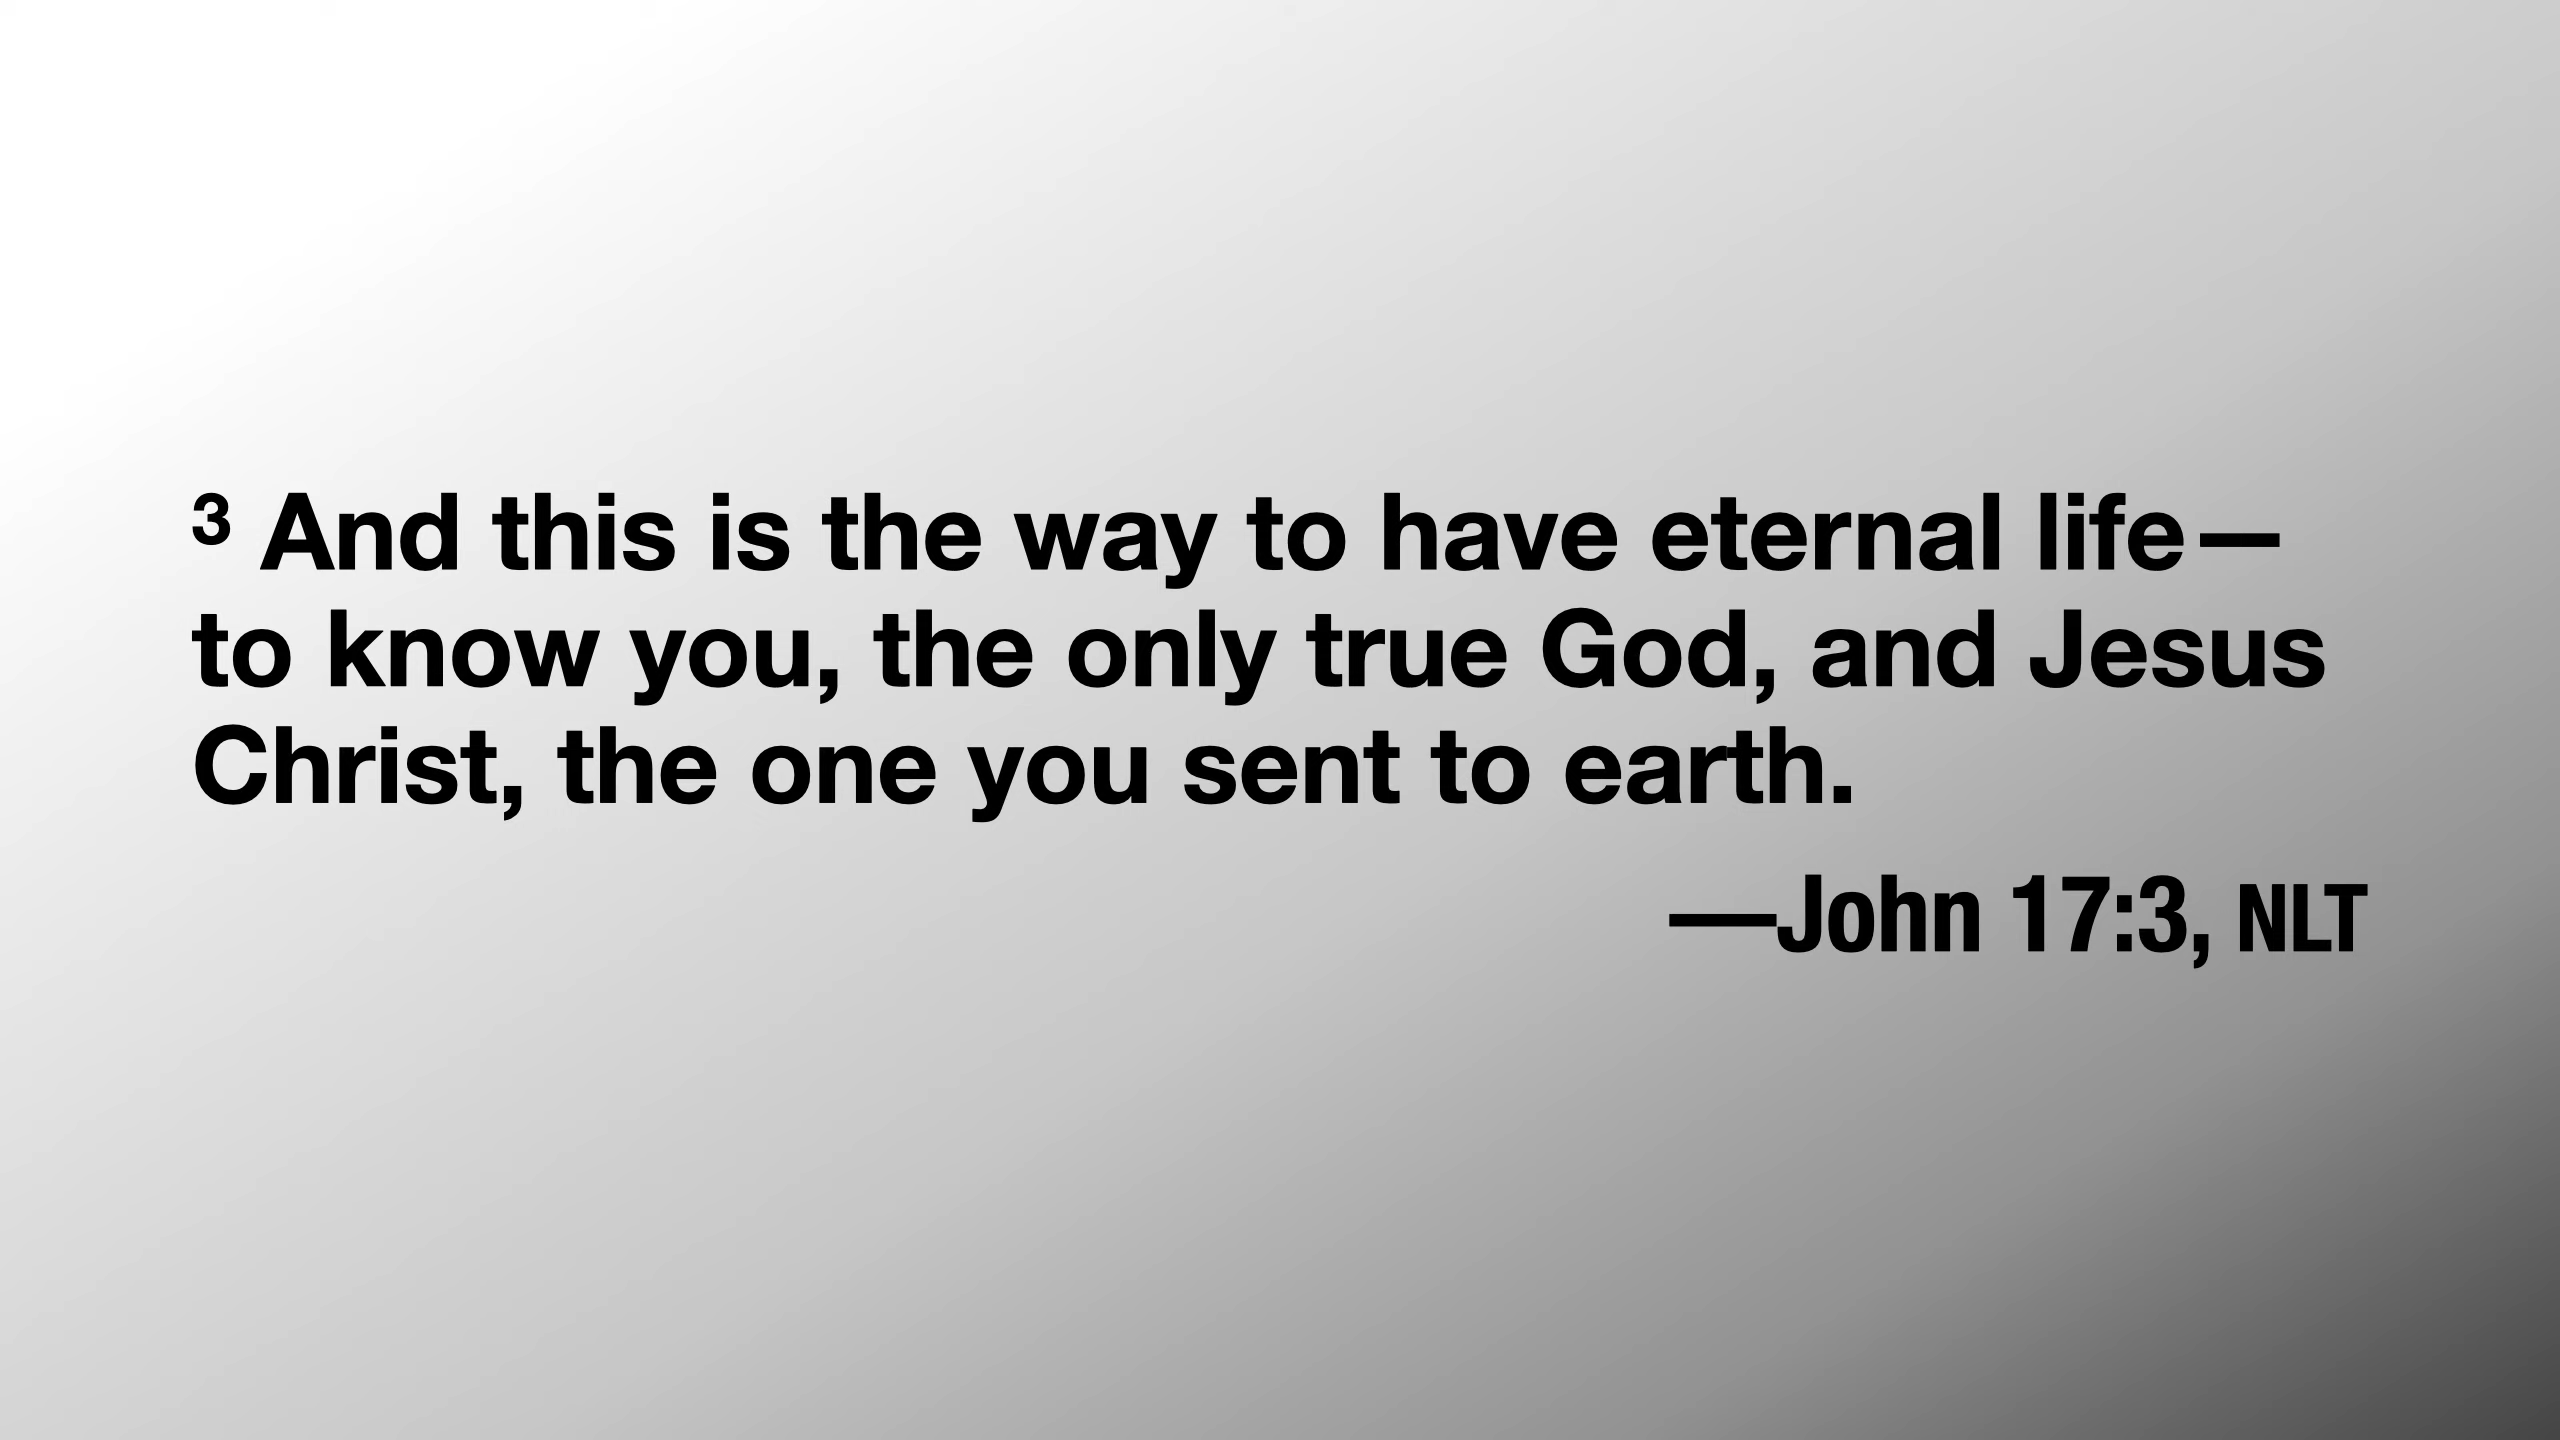 ³ And this is the way to have eternal life—
to know you, the only true God, and Jesus
Christ, the one you sent to earth.
—John 17:3, NLT